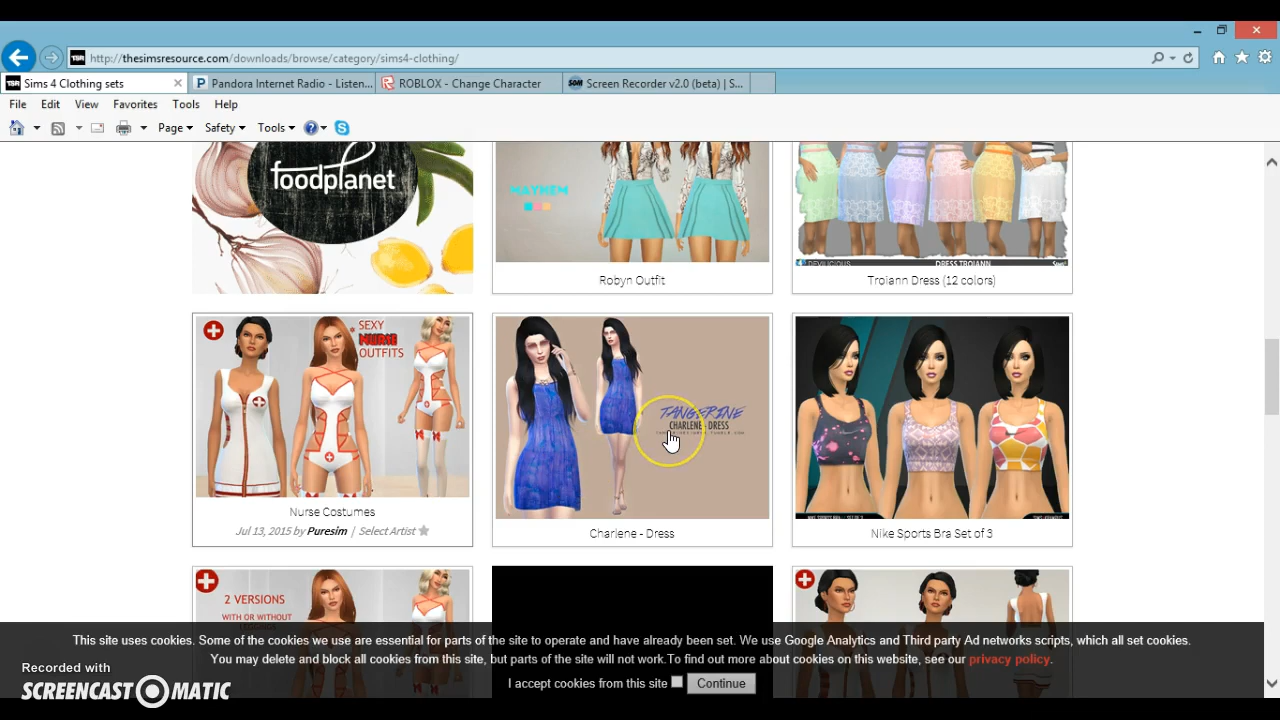 http://thesimsresource.com/downloads/browse/category/sims4-clothing/
TSR Sims 4 Clothing sets
Pandora Internet Radio - Listen...
ROBLOX - Change Character
Screen Recorder v2.0 (beta) | S...
File Edit View Favorites Tools Help
Page Safety Tools
foodplanet
MAYHEM
DEVILICIOUS
DRESS TROIANN
Robyn Outfit
Troiann Dress (12 colors)
SEXY
NURSE
OUTFITS
TANGERINE
CHARLENE - DRESS
Nurse Costumes
Jul 13, 2015 by Puresim | Select Artist
Charlene - Dress
Nike Sports Bra Set of 3
2 VERSIONS
WITH OR WITHOUT
This site uses cookies. Some of the cookies we use are essential for parts of the site to operate and have already been set. We use Google Analytics and Third party Ad networks scripts, which all set cookies.
You may delete and block all cookies from this site, but parts of the site will not work.To find out more about cookies on this website, see our privacy policy.
I accept cookies from this site Continue
Recorded with
SCREENCAST-O-MATIC